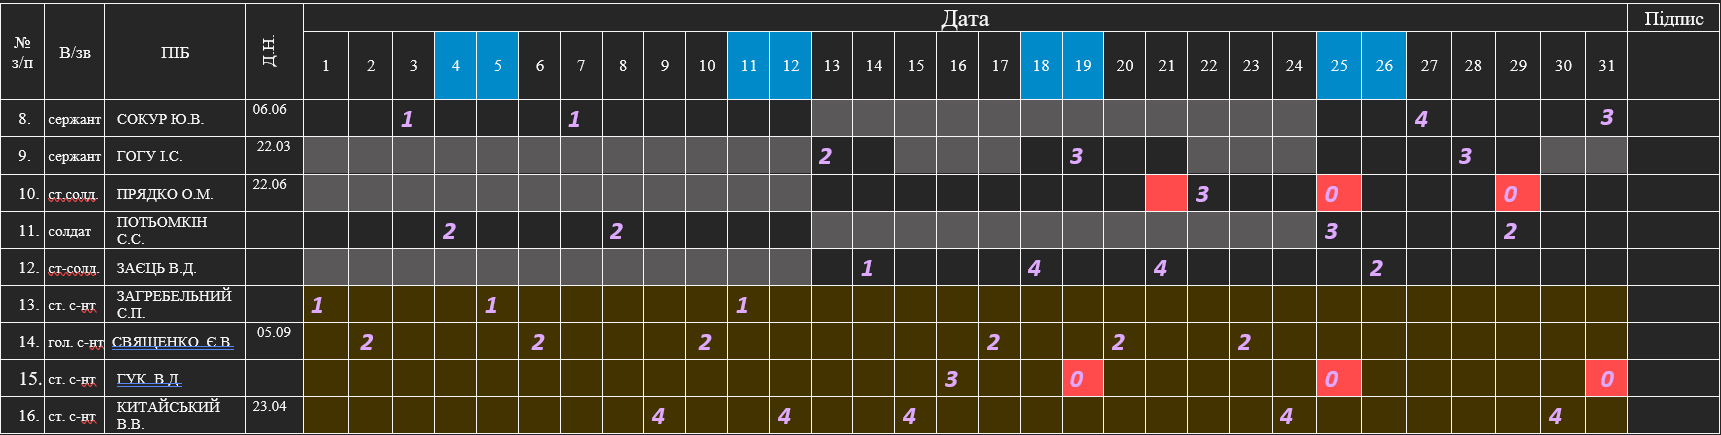 № з/п В/зв ПІБ Д.Н. Дата Підпис
1 2 3 4 5 6 7 8 9 10 11 12 13 14 15 16 17 18 19 20 21 22 23 24 25 26 27 28 29 30 31
8. сержант СОКУР Ю.В. 06.06 1 1 4 3
9. сержант ГОГУ І.С. 22.03 2 3 3
10. ст.солд. ПРЯДКО О.М. 22.06 3 0 0
11. солдат ПОТЬОМКІН С.С. 2 2 3 2
12. ст-солд. ЗАЄЦЬ В.Д. 1 4 4 2
13. ст. с-нт ЗАГРЕБЕЛЬНИЙ С.П. 1 1 1
14. гол. с-нт СВЯЩЕНКО Є.В. 05.09 2 2 2 2 2 2
15. ст. с-нт ГУК В.Д. 3 0 0 0
16. ст. с-нт КИТАЙСЬКИЙ В.В. 23.04 4 4 4 4 4